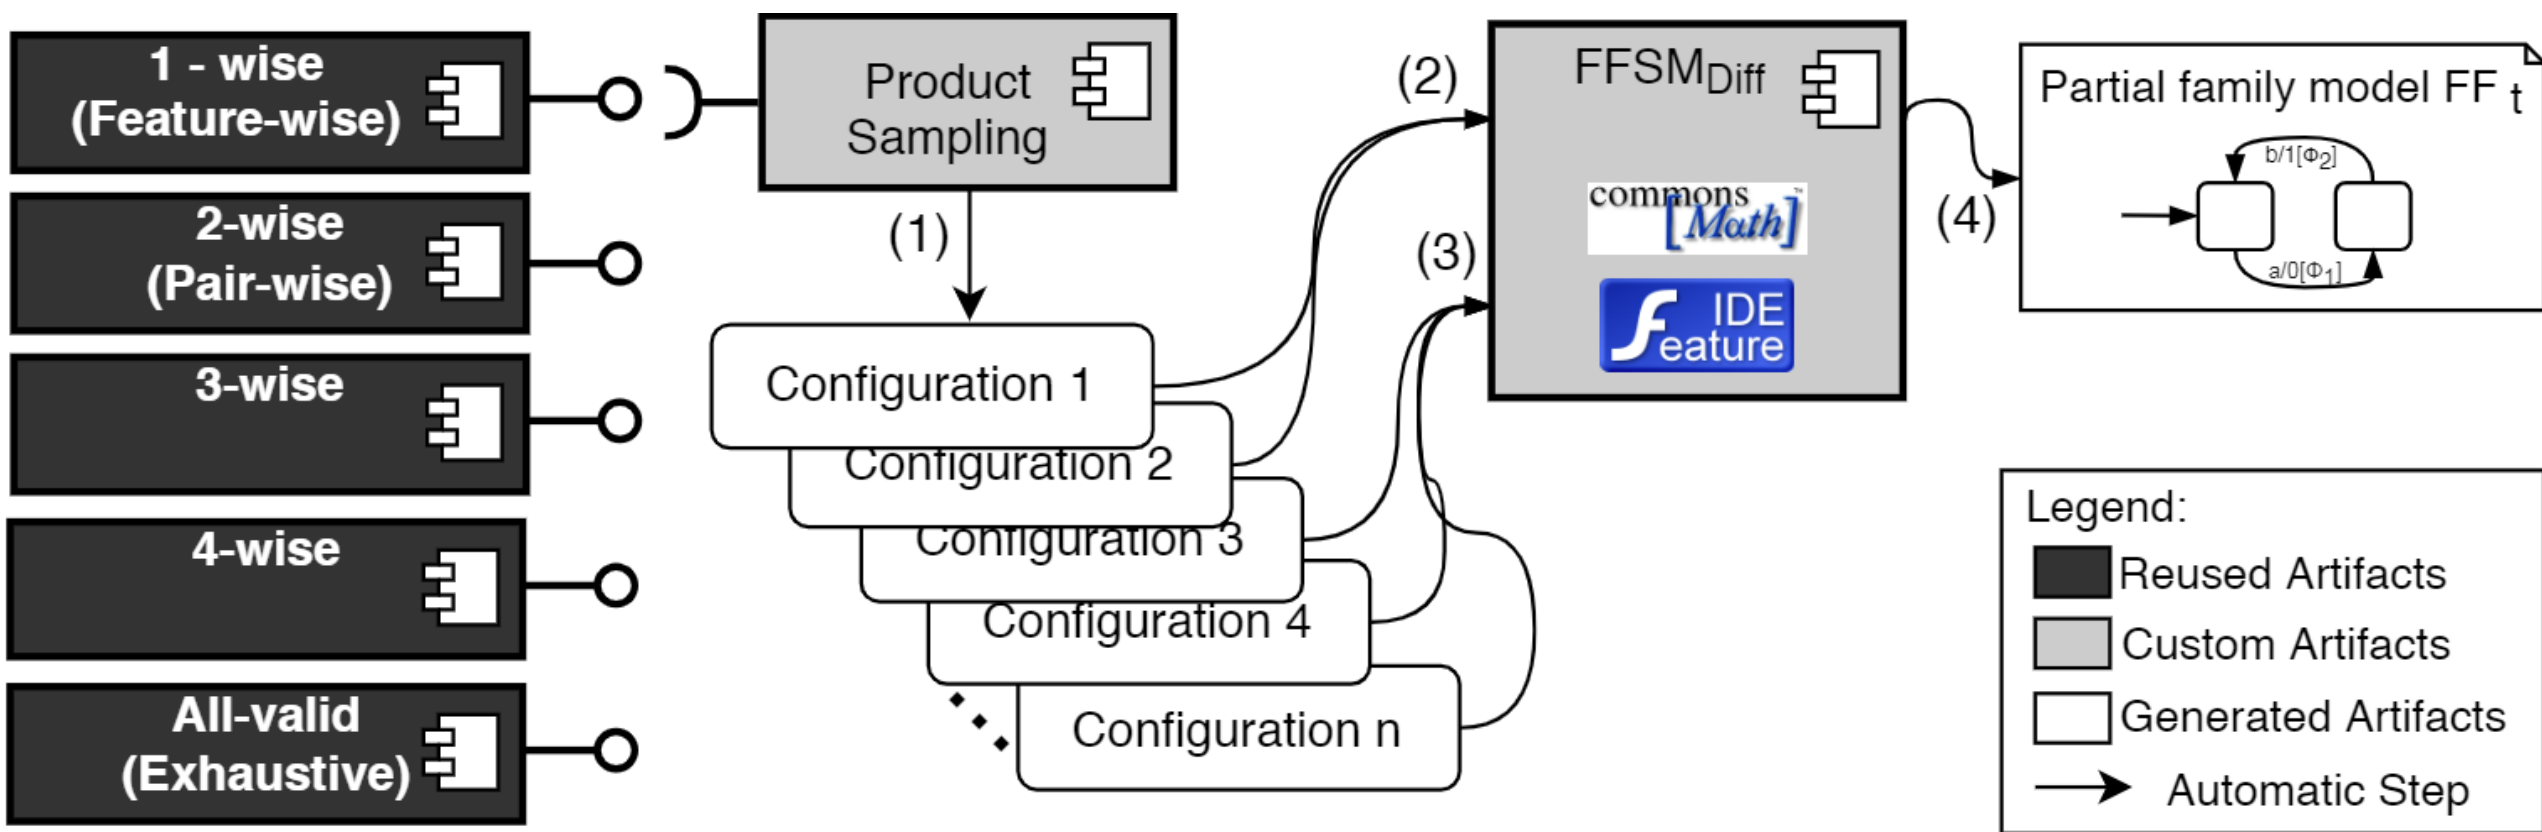 1 - wise
(Feature-wise)
2-wise
(Pair-wise)
3-wise
4-wise
All-valid
(Exhaustive)
Product
Sampling
(1)
Configuration 1
Configuration 2
Configuration 3
Configuration 4
Configuration n
(2)
(3)
FFSMDiff
commons
[Math]
™
IDE
feature
(4)
Partial family model FF t
b/1[Φ2]
a/0[Φ1]
Legend:
Reused Artifacts
Custom Artifacts
Generated Artifacts
Automatic Step